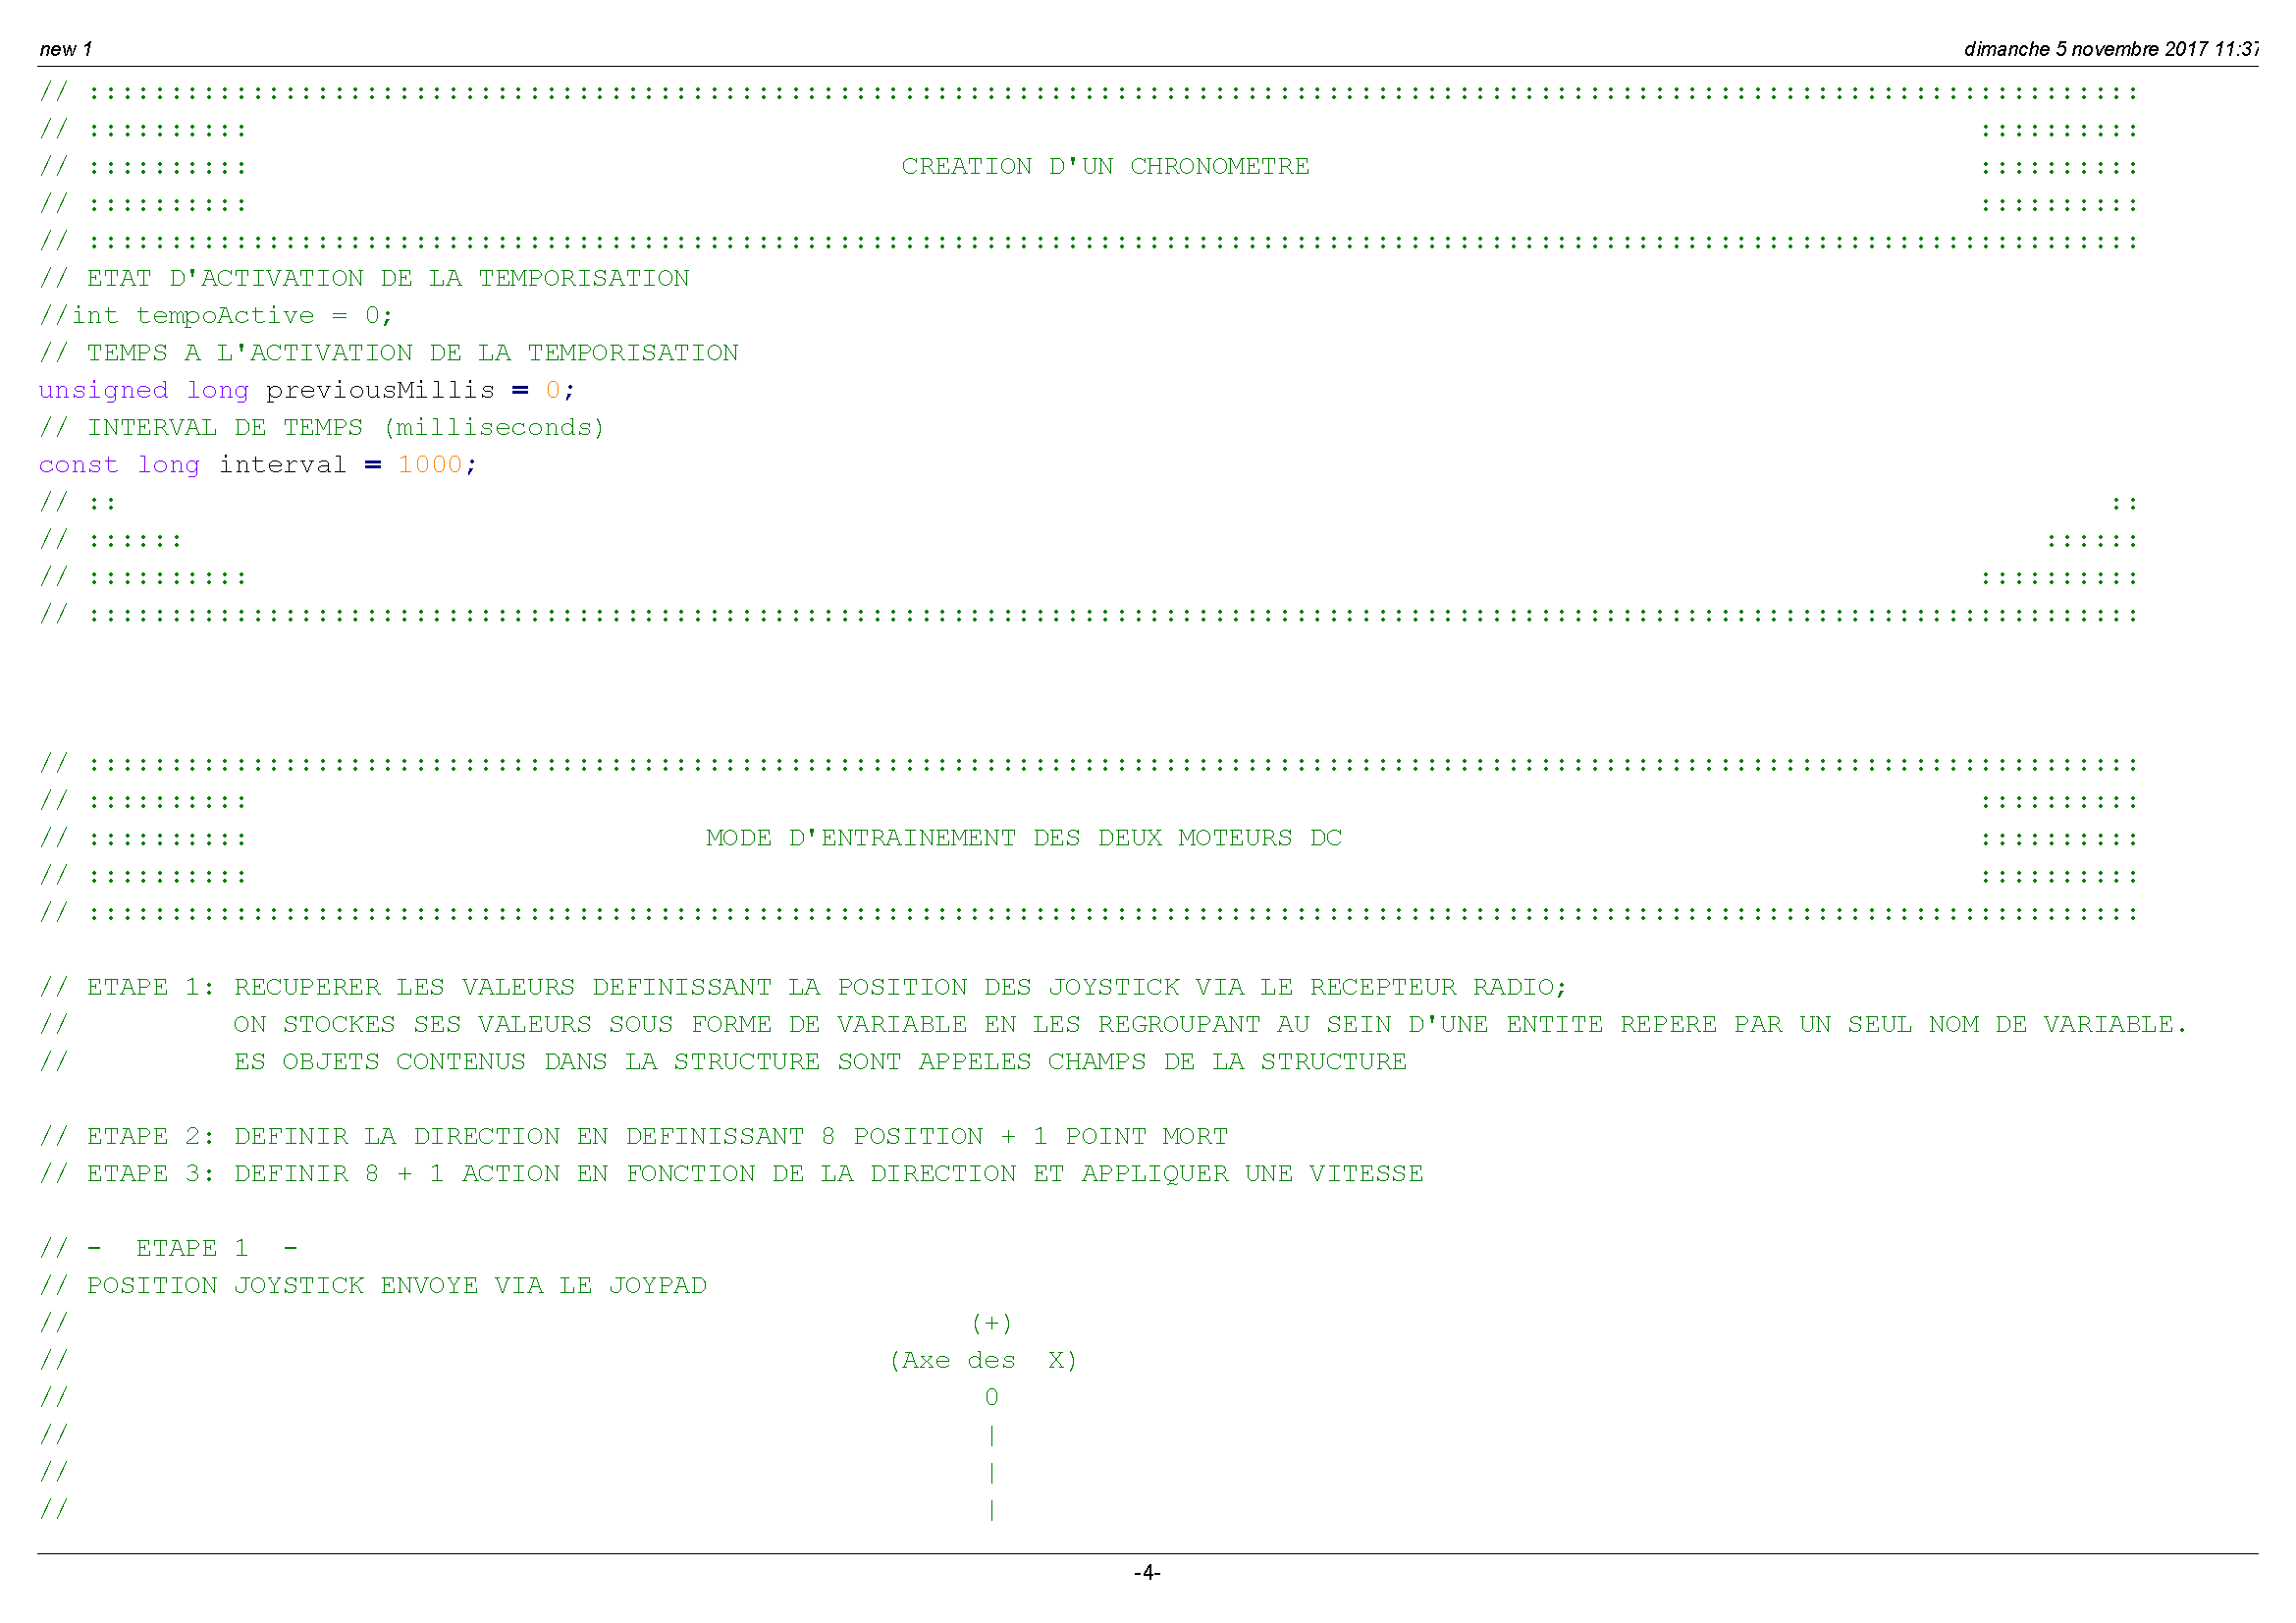 new 1
dimanche 5 novembre 2017 11:37
// ::::::::::::::::::::::::::::::::::::::::::::::::::::::::::::::::::::::::::::::::::::::::::::::::::::::::::::::::::::::::::::::
// ::::::::::                                                                                                          ::::::::::
// ::::::::::                                        CREATION D'UN CHRONOMETRE                                         ::::::::::
// ::::::::::                                                                                                          ::::::::::
// ::::::::::::::::::::::::::::::::::::::::::::::::::::::::::::::::::::::::::::::::::::::::::::::::::::::::::::::::::::::::::::::
// ETAT D'ACTIVATION DE LA TEMPORISATION
//int tempoActive = 0;
// TEMPS A L'ACTIVATION DE LA TEMPORISATION
unsigned long previousMillis = 0;
// INTERVAL DE TEMPS (milliseconds)
const long interval = 1000;
// ::                                                                                                                          ::
// ::::::                                                                                                                  ::::::
// ::::::::::                                                                                                          ::::::::::
// ::::::::::::::::::::::::::::::::::::::::::::::::::::::::::::::::::::::::::::::::::::::::::::::::::::::::::::::::::::::::::::::
// ::::::::::::::::::::::::::::::::::::::::::::::::::::::::::::::::::::::::::::::::::::::::::::::::::::::::::::::::::::::::::::::
// ::::::::::                                                                                                          ::::::::::
// ::::::::::                            MODE D'ENTRAINEMENT DES DEUX MOTEURS DC                                       ::::::::::
// ::::::::::                                                                                                          ::::::::::
// ::::::::::::::::::::::::::::::::::::::::::::::::::::::::::::::::::::::::::::::::::::::::::::::::::::::::::::::::::::::::::::::
// ETAPE 1: RECUPERER LES VALEURS DEFINISSANT LA POSITION DES JOYSTICK VIA LE RECEPTEUR RADIO;
//          ON STOCKES SES VALEURS SOUS FORME DE VARIABLE EN LES REGROUPANT AU SEIN D'UNE ENTITE REPERE PAR UN SEUL NOM DE VARIABLE.
//          ES OBJETS CONTENUS DANS LA STRUCTURE SONT APPELES CHAMPS DE LA STRUCTURE
// ETAPE 2: DEFINIR LA DIRECTION EN DEFINISSANT 8 POSITION + 1 POINT MORT
// ETAPE 3: DEFINIR 8 + 1 ACTION EN FONCTION DE LA DIRECTION ET APPLIQUER UNE VITESSE
// -  ETAPE 1  -
// POSITION JOYSTICK ENVOYE VIA LE JOYPAD
//                                                       (+)
//                                                  (Axe des  X)
//                                                        0
//                                                        |
//                                                        |
//                                                        |
-4-